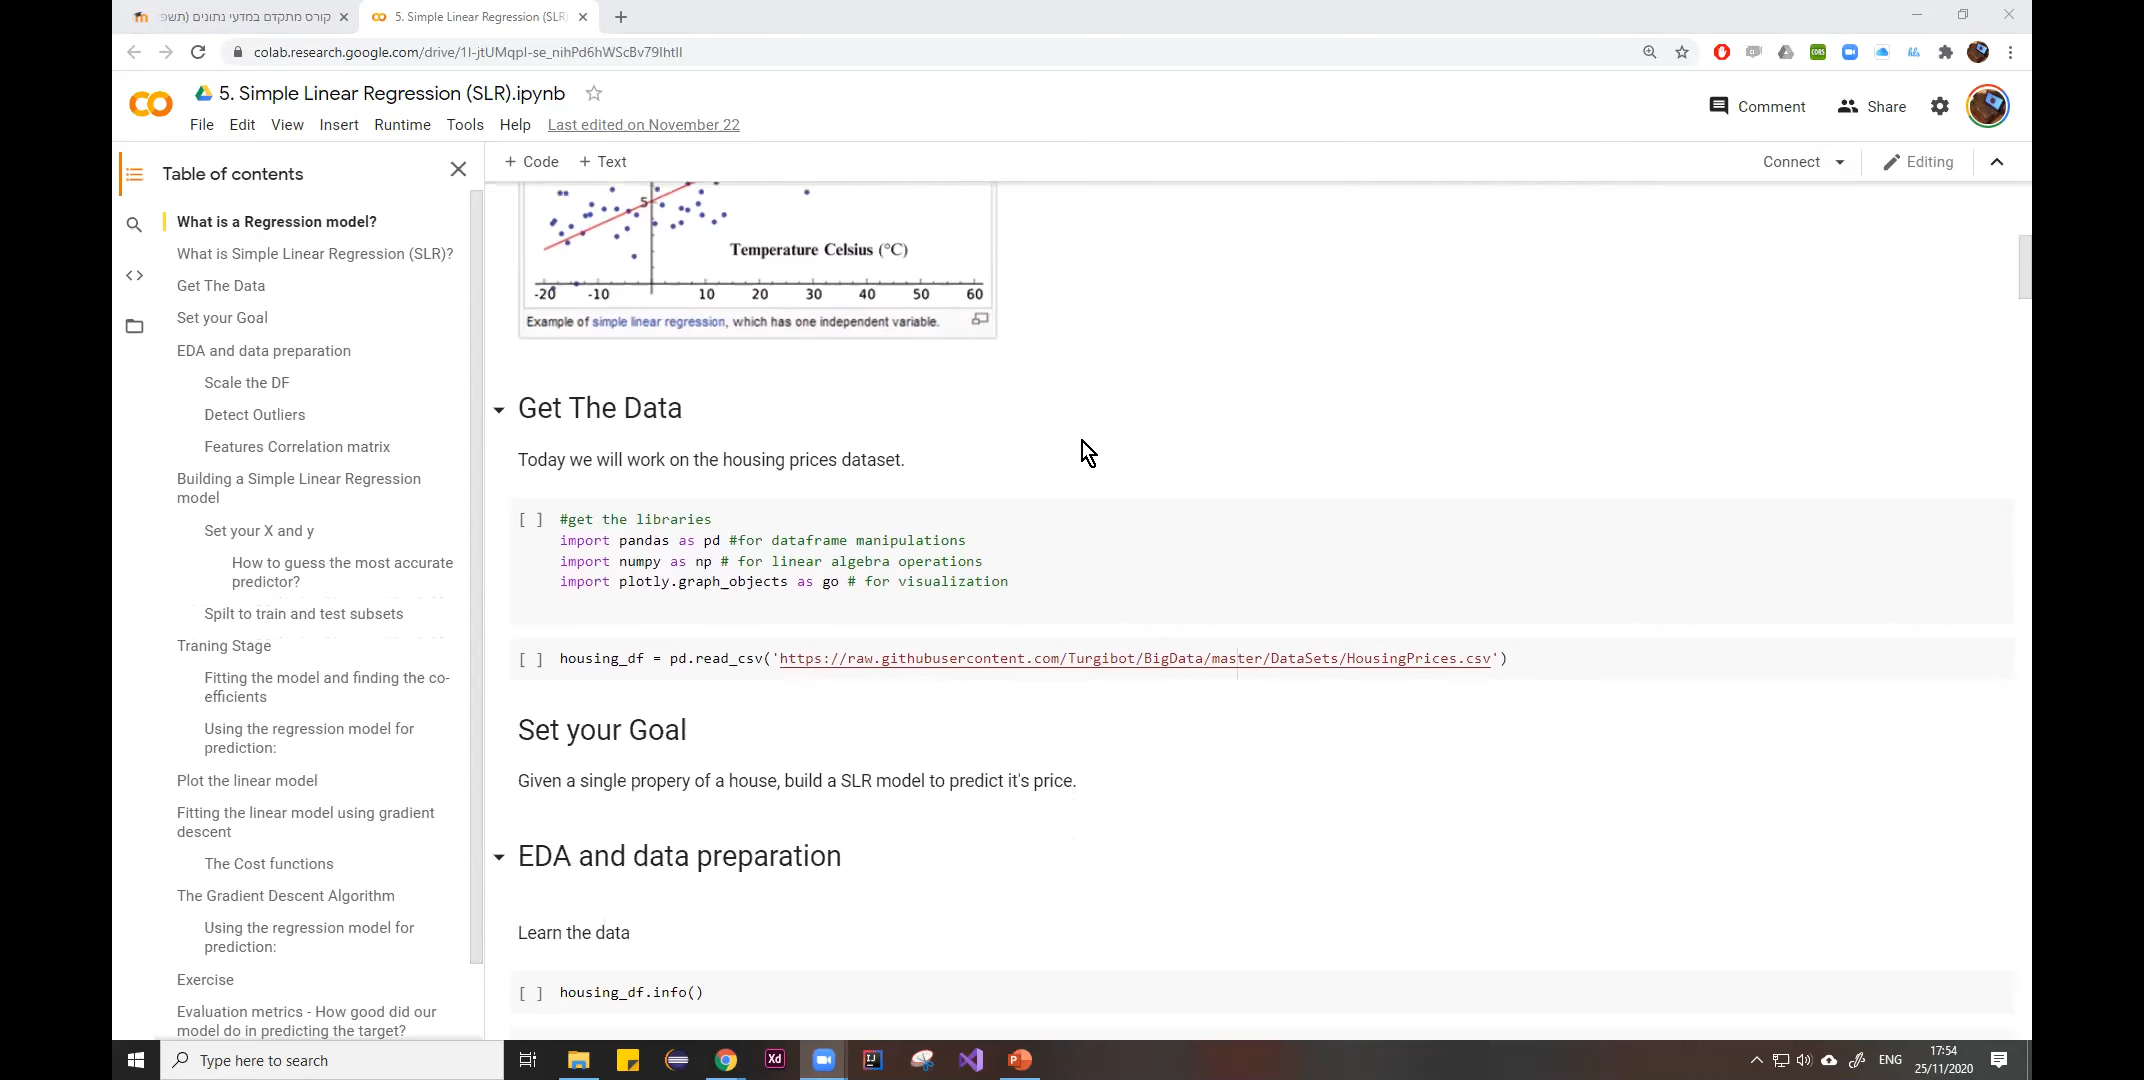 קורס מתקדם במדעי נתונים (תשפ
5. Simple Linear Regression (SLR)
colab.research.google.com/drive/1I-jtUMqpI-se_nihPd6hWScBv79IhtII
5. Simple Linear Regression (SLR).ipynb
Comment
Share
File Edit View Insert Runtime Tools Help Last edited on November 22
+ Code + Text
Connect
Editing
Table of contents
What is a Regression model?
What is Simple Linear Regression (SLR)?
Get The Data
Set your Goal
EDA and data preparation
Scale the DF
Detect Outliers
Features Correlation matrix
Building a Simple Linear Regression
model
Set your X and y
How to guess the most accurate
predictor?
Spilt to train and test subsets
Traning Stage
Fitting the model and finding the co-
efficients
Using the regression model for
prediction:
Plot the linear model
Fitting the linear model using gradient
descent
The Cost functions
The Gradient Descent Algorithm
Using the regression model for
prediction:
Exercise
Evaluation metrics - How good did our
model do in predicting the target?
5
Temperature Celsius (°C)
-20 -10 10 20 30 40 50 60
Example of simple linear regression, which has one independent variable.
Get The Data
Today we will work on the housing prices dataset.
[ ] #get the libraries
import pandas as pd #for dataframe manipulations
import numpy as np # for linear algebra operations
import plotly.graph_objects as go # for visualization
[ ] housing_df = pd.read_csv('https://raw.githubusercontent.com/Turgibot/BigData/master/DataSets/HousingPrices.csv')
Set your Goal
Given a single propery of a house, build a SLR model to predict it's price.
EDA and data preparation
Learn the data
[ ] housing_df.info()
Type here to search
Xd
IJ
ENG
17:54
25/11/2020